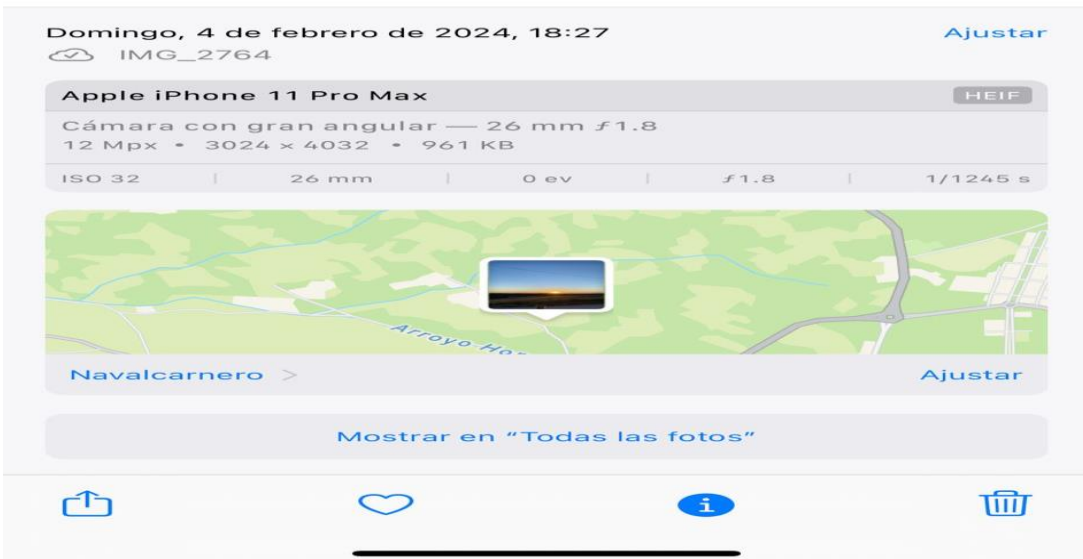 Domingo, 4 de febrero de 2024, 18:27 Ajustar
IMG_2764
Apple iPhone 11 Pro Max HEIF
Cámara con gran angular — 26 mm ƒ1.8
12 Mpx • 3024 × 4032 • 961 KB
ISO 32 | 26 mm | 0 ev | ƒ1.8 | 1/1245 s
Arroyo
Navalcarnero > Ajustar
Mostrar en “Todas las fotos”